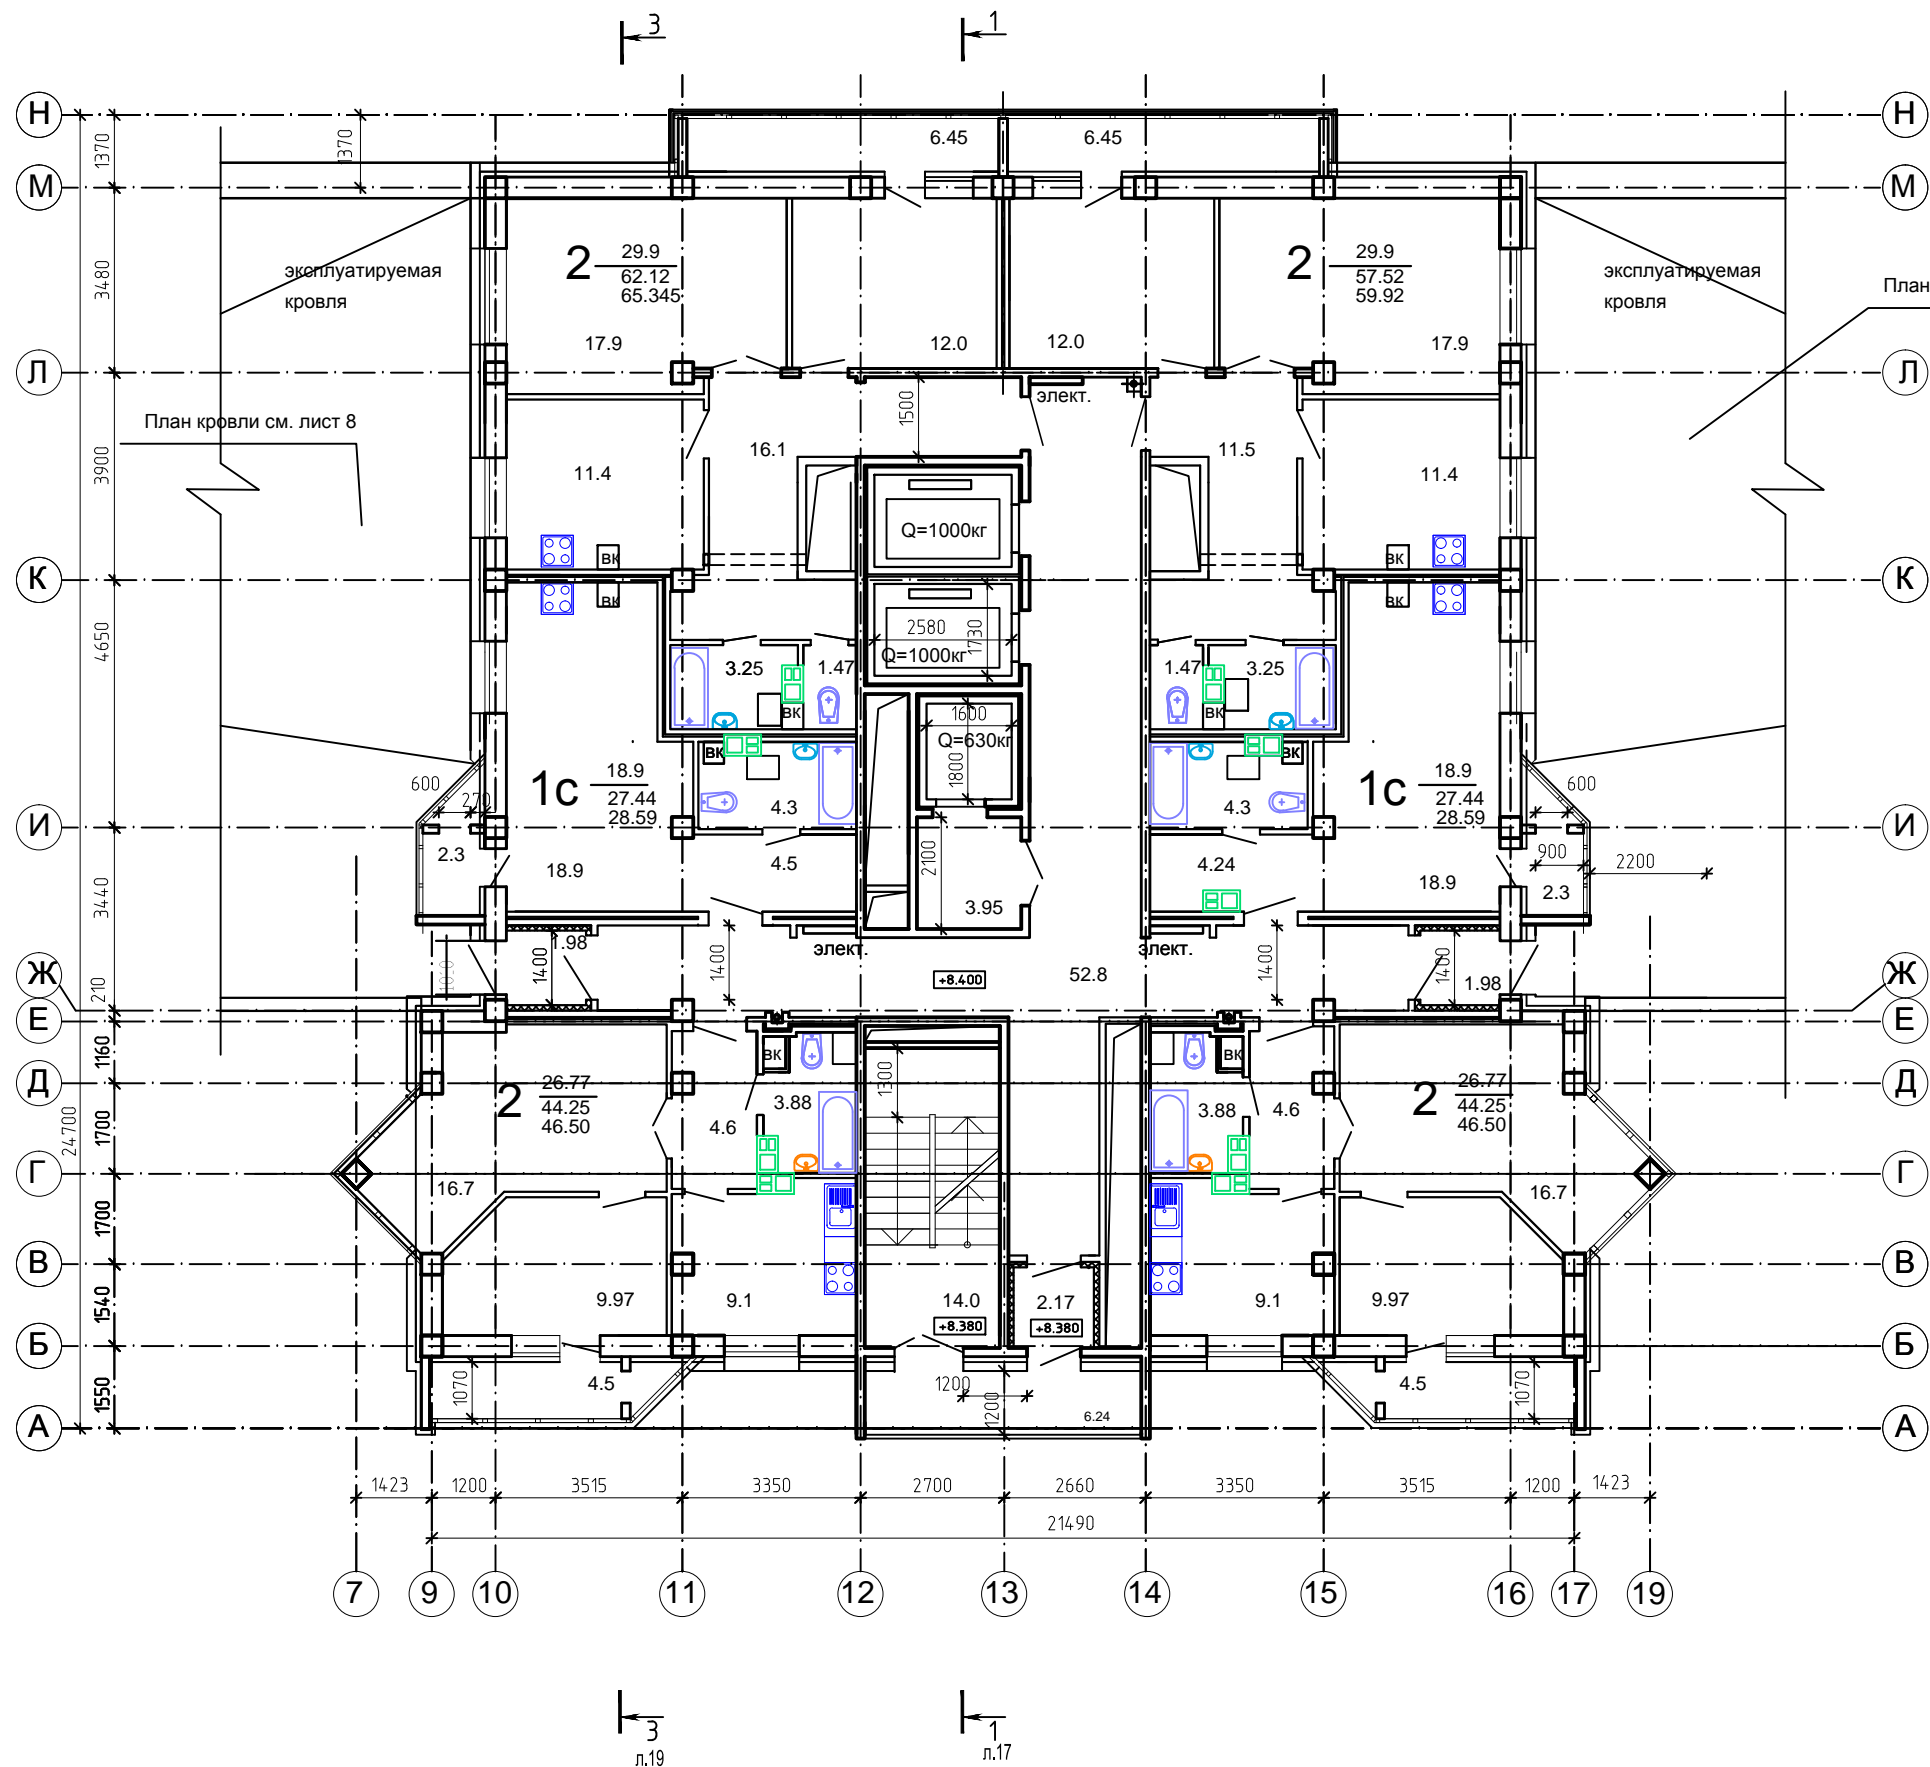 3
1
Н
Н
1370
1370
6.45
6.45
М
М
эксплуатируемая
кровля
3480
2
29.9
62.12
65.345
2
29.9
57.52
59.92
эксплуатируемая
кровля
План
17.9
12.0
12.0
17.9
Л
Л
План кровли см. лист 8
3900
1500
элект.
16.1
11.5
11.4
11.4
Q=1000кг
вк
вк
К
К
вк
вк
4650
2580
1730
Q=1000кг
3.25
1.47
1.47
3.25
вк
вк
1600
Q=630кг
1800
вк
вк
600
270
1с
18.9
27.44
28.59
4.3
4.3
1с
18.9
27.44
28.59
600
И
И
2.3
18.9
4.5
2100
4.24
18.9
900
2200
2.3
3.95
3440
1.98
элект.
элект.
1010
1400
1400
1400
1400
52.8
1.98
+8.400
Ж
Ж
210
Е
Е
1160
вк
вк
1300
Д
Д
2
26.77
44.25
46.50
3.88
4.6
3.88
4.6
2
26.77
44.25
46.50
24700
1700
Г
Г
16.7
16.7
1700
В
В
1540
9.97
9.1
14.0
2.17
9.1
9.97
+8.380
+8.380
Б
Б
1550
1070
4.5
1200
1200
6.24
4.5
1070
А
А
1423
1200
3515
3350
2700
2660
3350
3515
1200
1423
21490
7
9
10
11
12
13
14
15
16
17
19
3
л.19
1
л.17